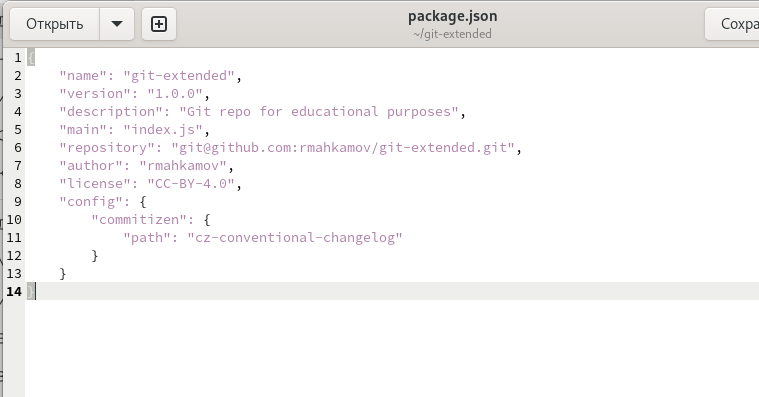 Открыть
package.json
~/git-extended
Сохра
1 {
2     "name": "git-extended",
3     "version": "1.0.0",
4     "description": "Git repo for educational purposes",
5     "main": "index.js",
6     "repository": "git@github.com:rmahkamov/git-extended.git",
7     "author": "rmahkamov",
8     "license": "CC-BY-4.0",
9     "config": {
10         "commitizen": {
11             "path": "cz-conventional-changelog"
12         }
13     }
14 }